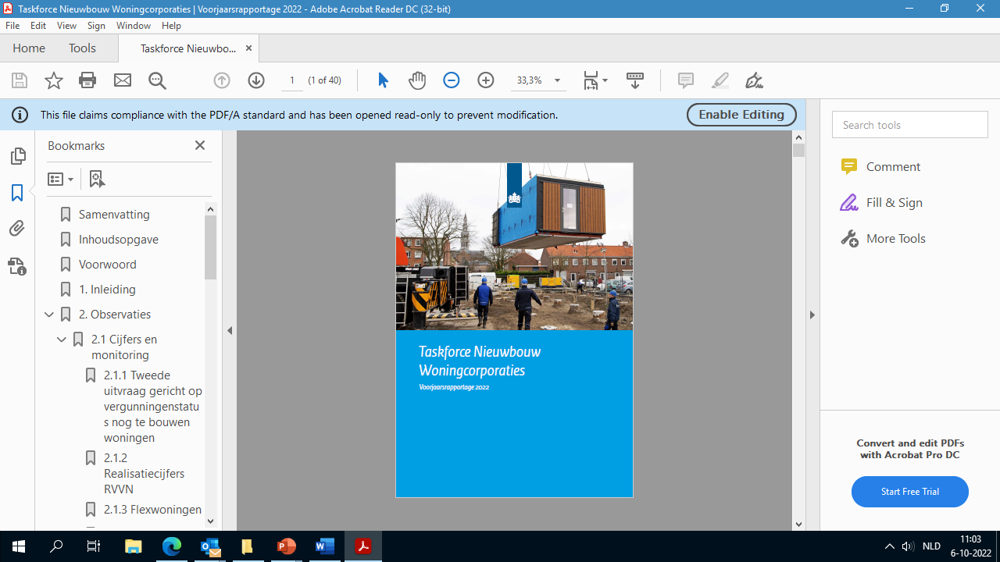 Taskforce Nieuwbouw Woningcorporaties | Voorjaarsrapportage 2022 - Adobe Acrobat Reader DC (32-bit)
File Edit View Sign Window Help
Home Tools Taskforce Nieuwbo...
1 (1 of 40) 33,3%
This file claims compliance with the PDF/A standard and has been opened read-only to prevent modification.
Enable Editing
Bookmarks
Samenvatting
Inhoudsopgave
Voorwoord
1. Inleiding
2. Observaties
2.1 Cijfers en
monitoring
2.1.1 Tweede
uitvraag gericht op
vergunningenstatu
s nog te bouwen
woningen
2.1.2
Realisatiecijfers
RVVN
2.1.3 Flexwoningen
Taskforce Nieuwbouw
Woningcorporaties
Voorjaarsrapportage 2022
Search tools
Comment
Fill & Sign
More Tools
Convert and edit PDFs
with Acrobat Pro DC
Start Free Trial
NLD
11:03
6-10-2022